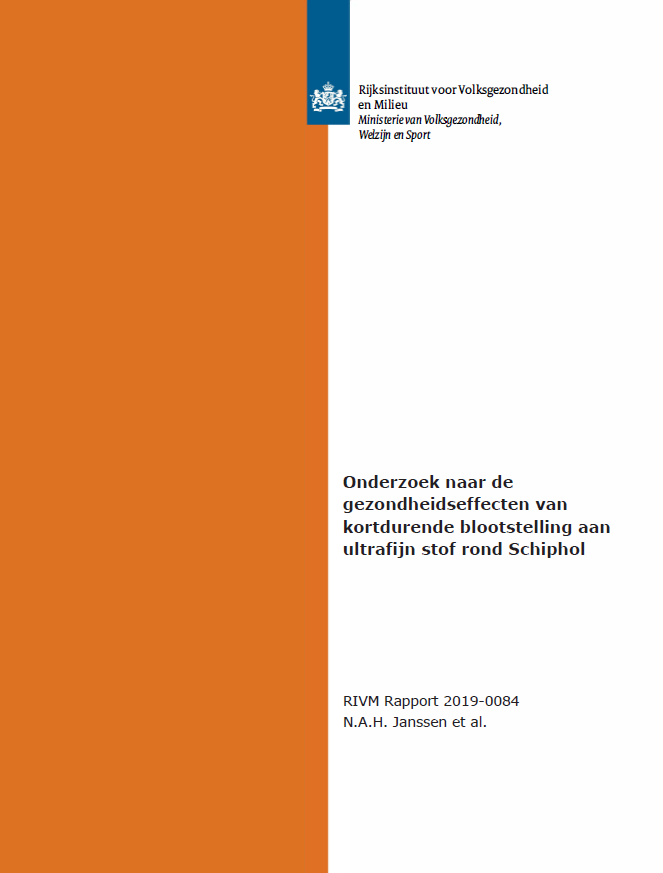 Rijksinstituut voor Volksgezondheid
en Milieu
Ministerie van Volksgezondheid,
Welzijn en Sport
Onderzoek naar de
gezondheidseffecten van
kortdurende blootstelling aan
ultrafijn stof rond Schiphol
RIVM Rapport 2019-0084
N.A.H. Janssen et al.